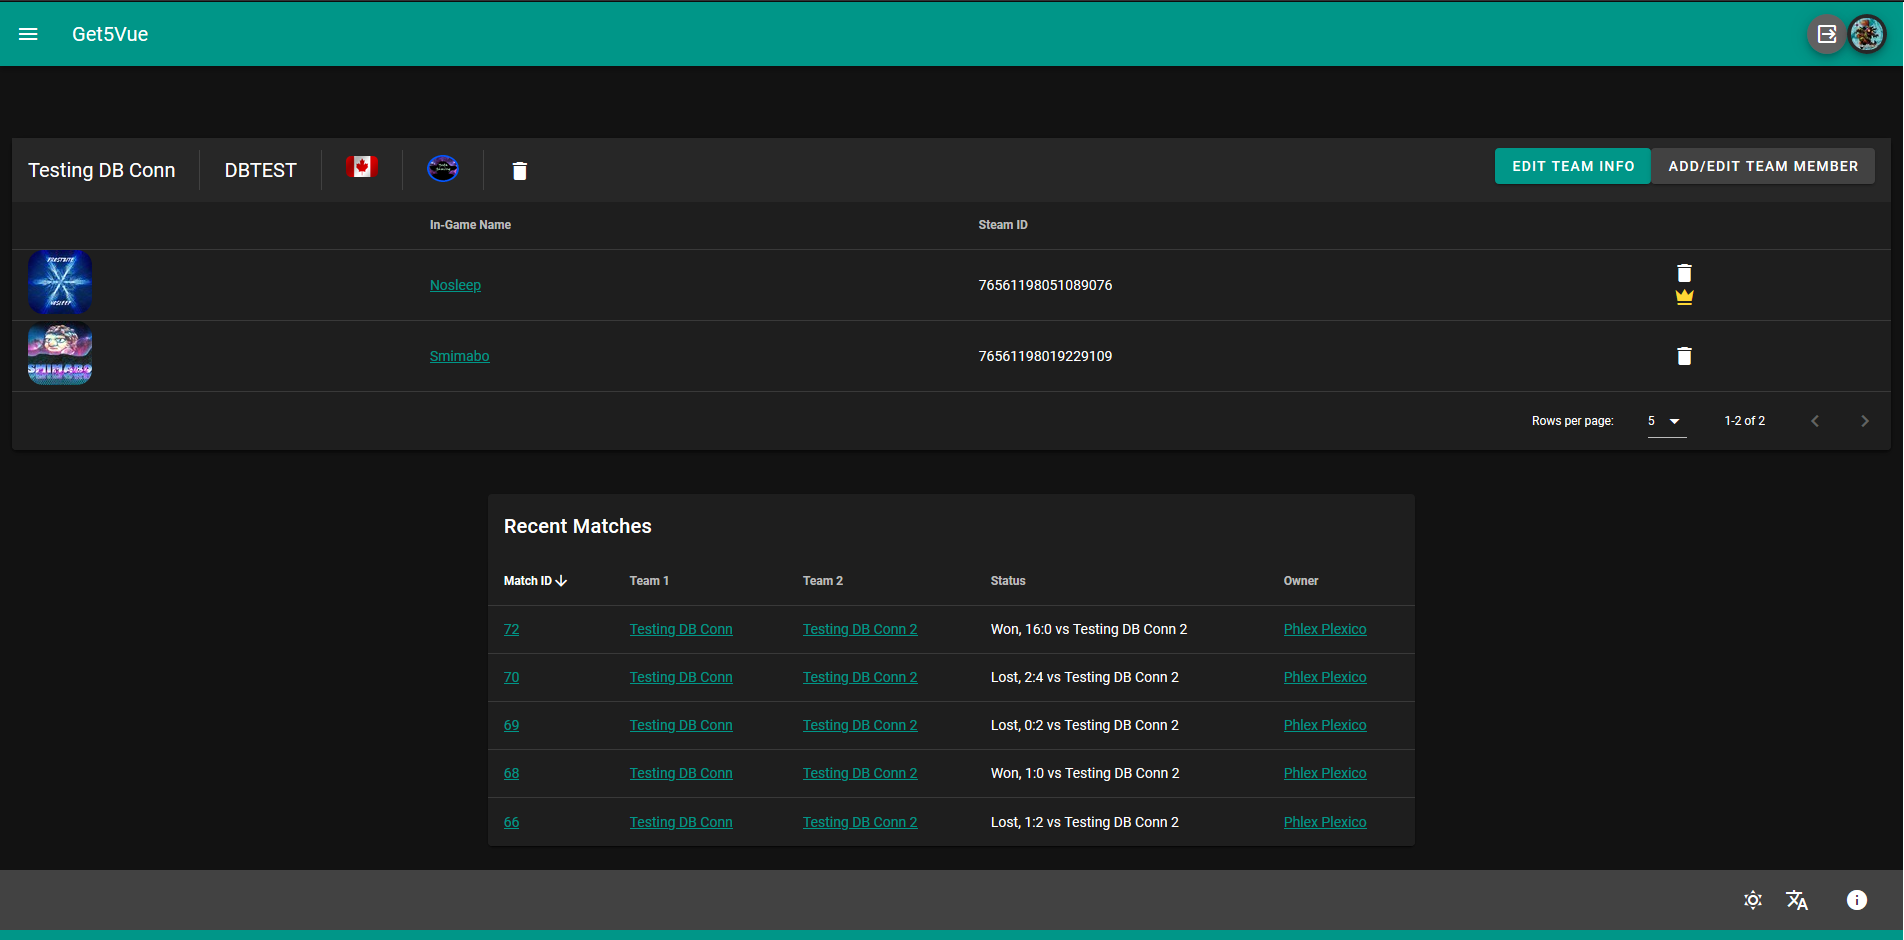 Get5Vue
Testing DB Conn DBTEST EDIT TEAM INFO ADD/EDIT TEAM MEMBER
In-Game Name Steam ID
FROSTBITE
NOSLEEP
Nosleep 76561198051089076
SMIMABO
Smimabo 76561198019229109
Rows per page: 5 1-2 of 2
Recent Matches
Match ID Team 1 Team 2 Status Owner
72 Testing DB Conn Testing DB Conn 2 Won, 16:0 vs Testing DB Conn 2 Phlex Plexico
70 Testing DB Conn Testing DB Conn 2 Lost, 2:4 vs Testing DB Conn 2 Phlex Plexico
69 Testing DB Conn Testing DB Conn 2 Lost, 0:2 vs Testing DB Conn 2 Phlex Plexico
68 Testing DB Conn Testing DB Conn 2 Won, 1:0 vs Testing DB Conn 2 Phlex Plexico
66 Testing DB Conn Testing DB Conn 2 Lost, 1:2 vs Testing DB Conn 2 Phlex Plexico